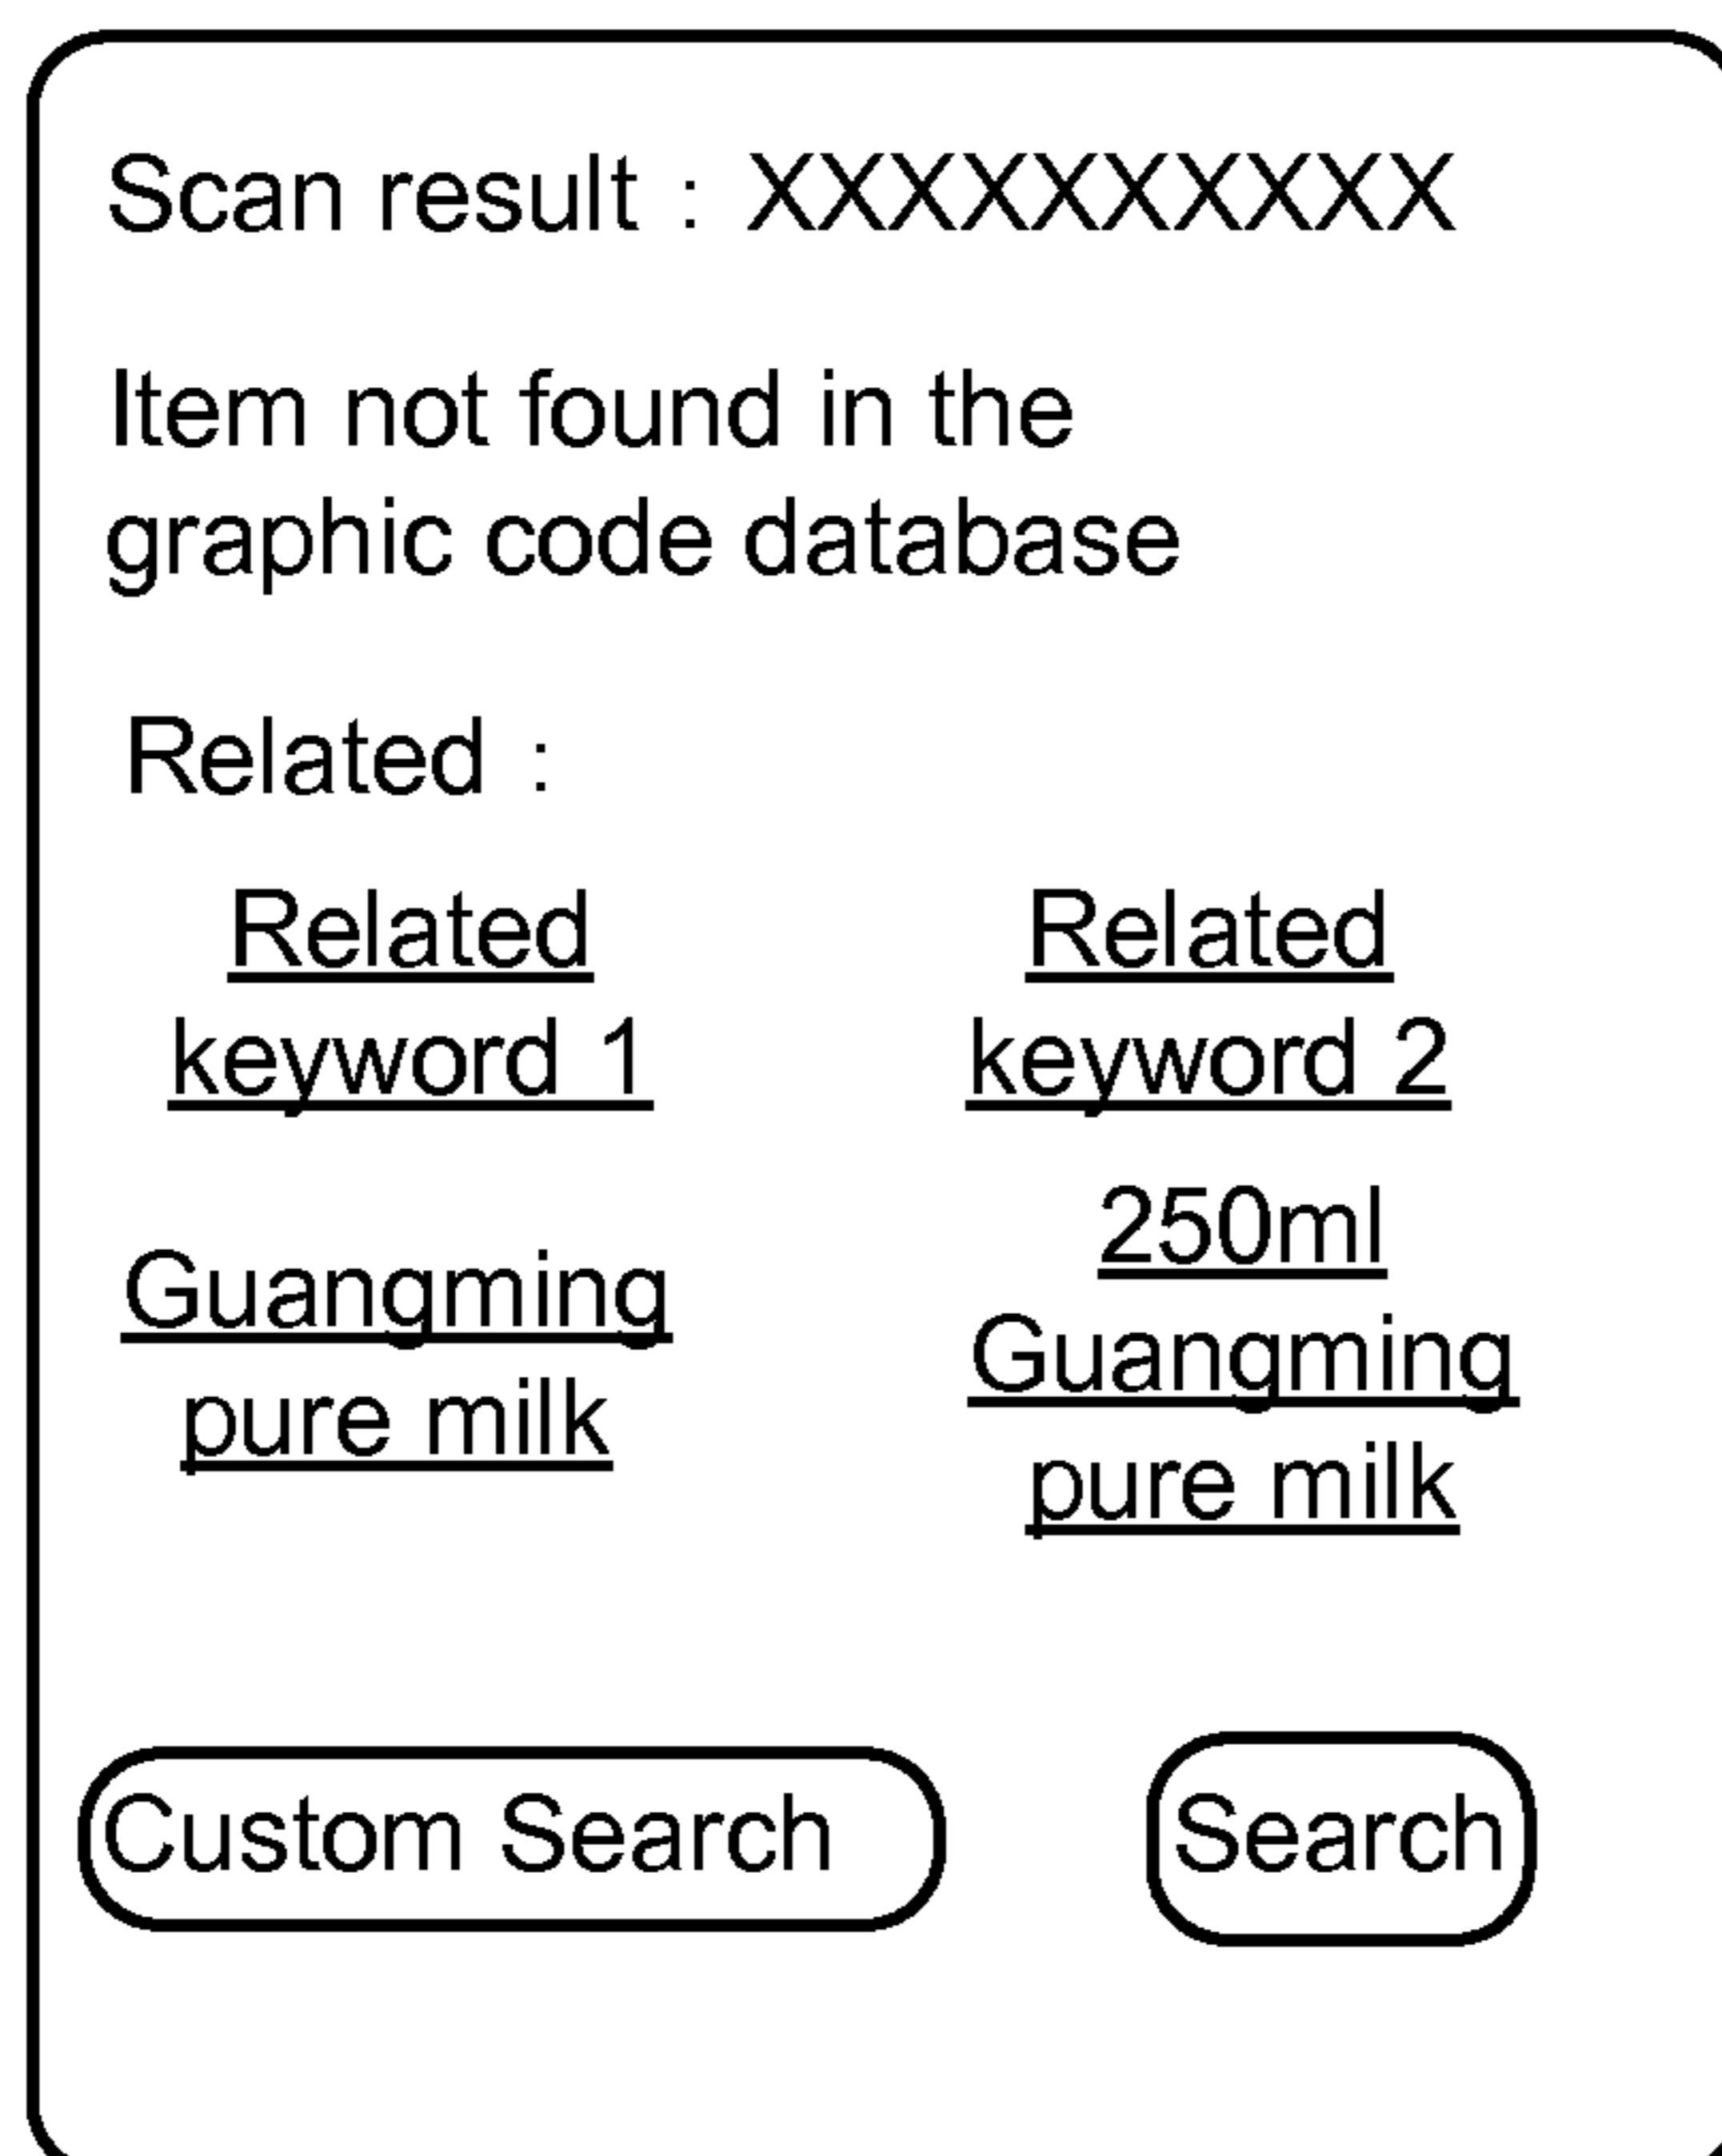 Scan result : XXXXXXXXXX
Item not found in the
graphic code database
Related :
Related
keyword 1
Related
keyword 2
Guangming
pure milk
250ml
Guangming
pure milk
Custom Search
Search